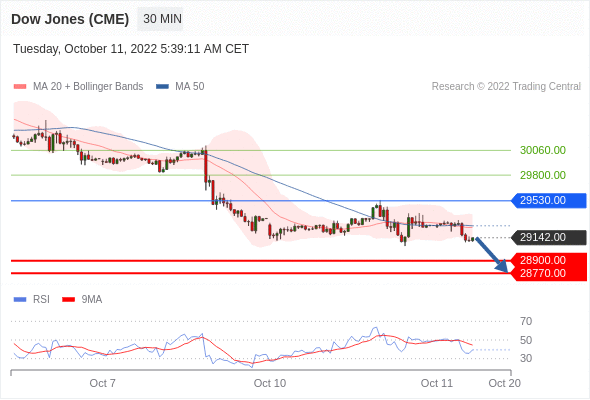 Dow Jones (CME) 30 MIN
Tuesday, October 11, 2022 5:39:11 AM CET
MA 20 + Bollinger Bands MA 50 Research © 2022 Trading Central
30060.00
29800.00
29530.00
29142.00
28900.00
28770.00
RSI 9MA
70
50
30
Oct 7 Oct 10 Oct 11 Oct 20